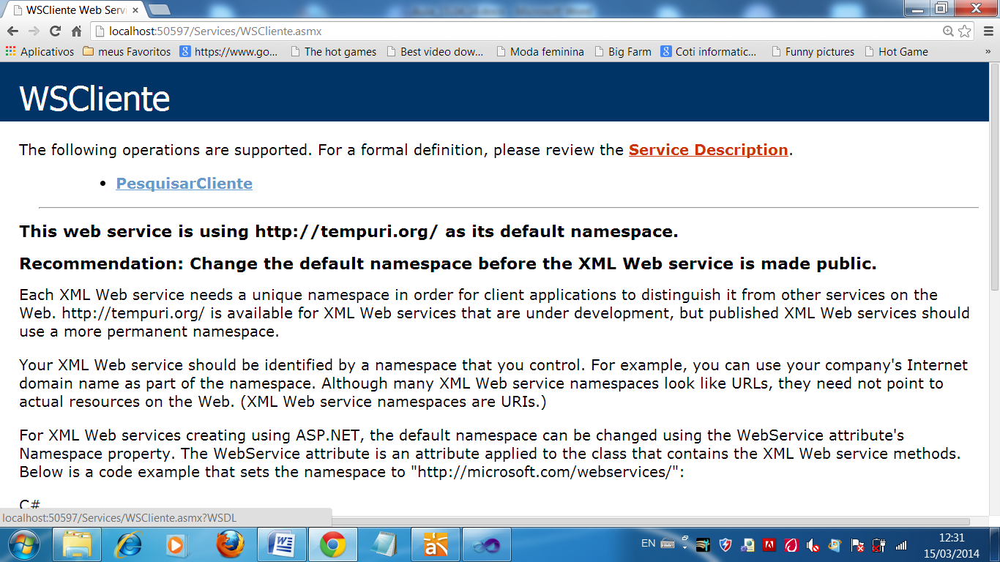 WSCliente Web Serv
localhost:50597/Services/WSCliente.asmx
Aplicativos meus Favoritos https://www.go... The hot games Best video dow... Moda feminina Big Farm Coti informatic... Funny pictures Hot Game »
WSCliente
The following operations are supported. For a formal definition, please review the Service Description.
• PesquisarCliente
This web service is using http://tempuri.org/ as its default namespace.
Recommendation: Change the default namespace before the XML Web service is made public.
Each XML Web service needs a unique namespace in order for client applications to distinguish it from other services on the
Web. http://tempuri.org/ is available for XML Web services that are under development, but published XML Web services should
use a more permanent namespace.
Your XML Web service should be identified by a namespace that you control. For example, you can use your company's Internet
domain name as part of the namespace. Although many XML Web service namespaces look like URLs, they need not point to
actual resources on the Web. (XML Web service namespaces are URIs.)
For XML Web services creating using ASP.NET, the default namespace can be changed using the WebService attribute's
Namespace property. The WebService attribute is an attribute applied to the class that contains the XML Web service methods.
Below is a code example that sets the namespace to "http://microsoft.com/webservices/":
C#
localhost:50597/Services/WSCliente.asmx?WSDL
EN
12:31
15/03/2014